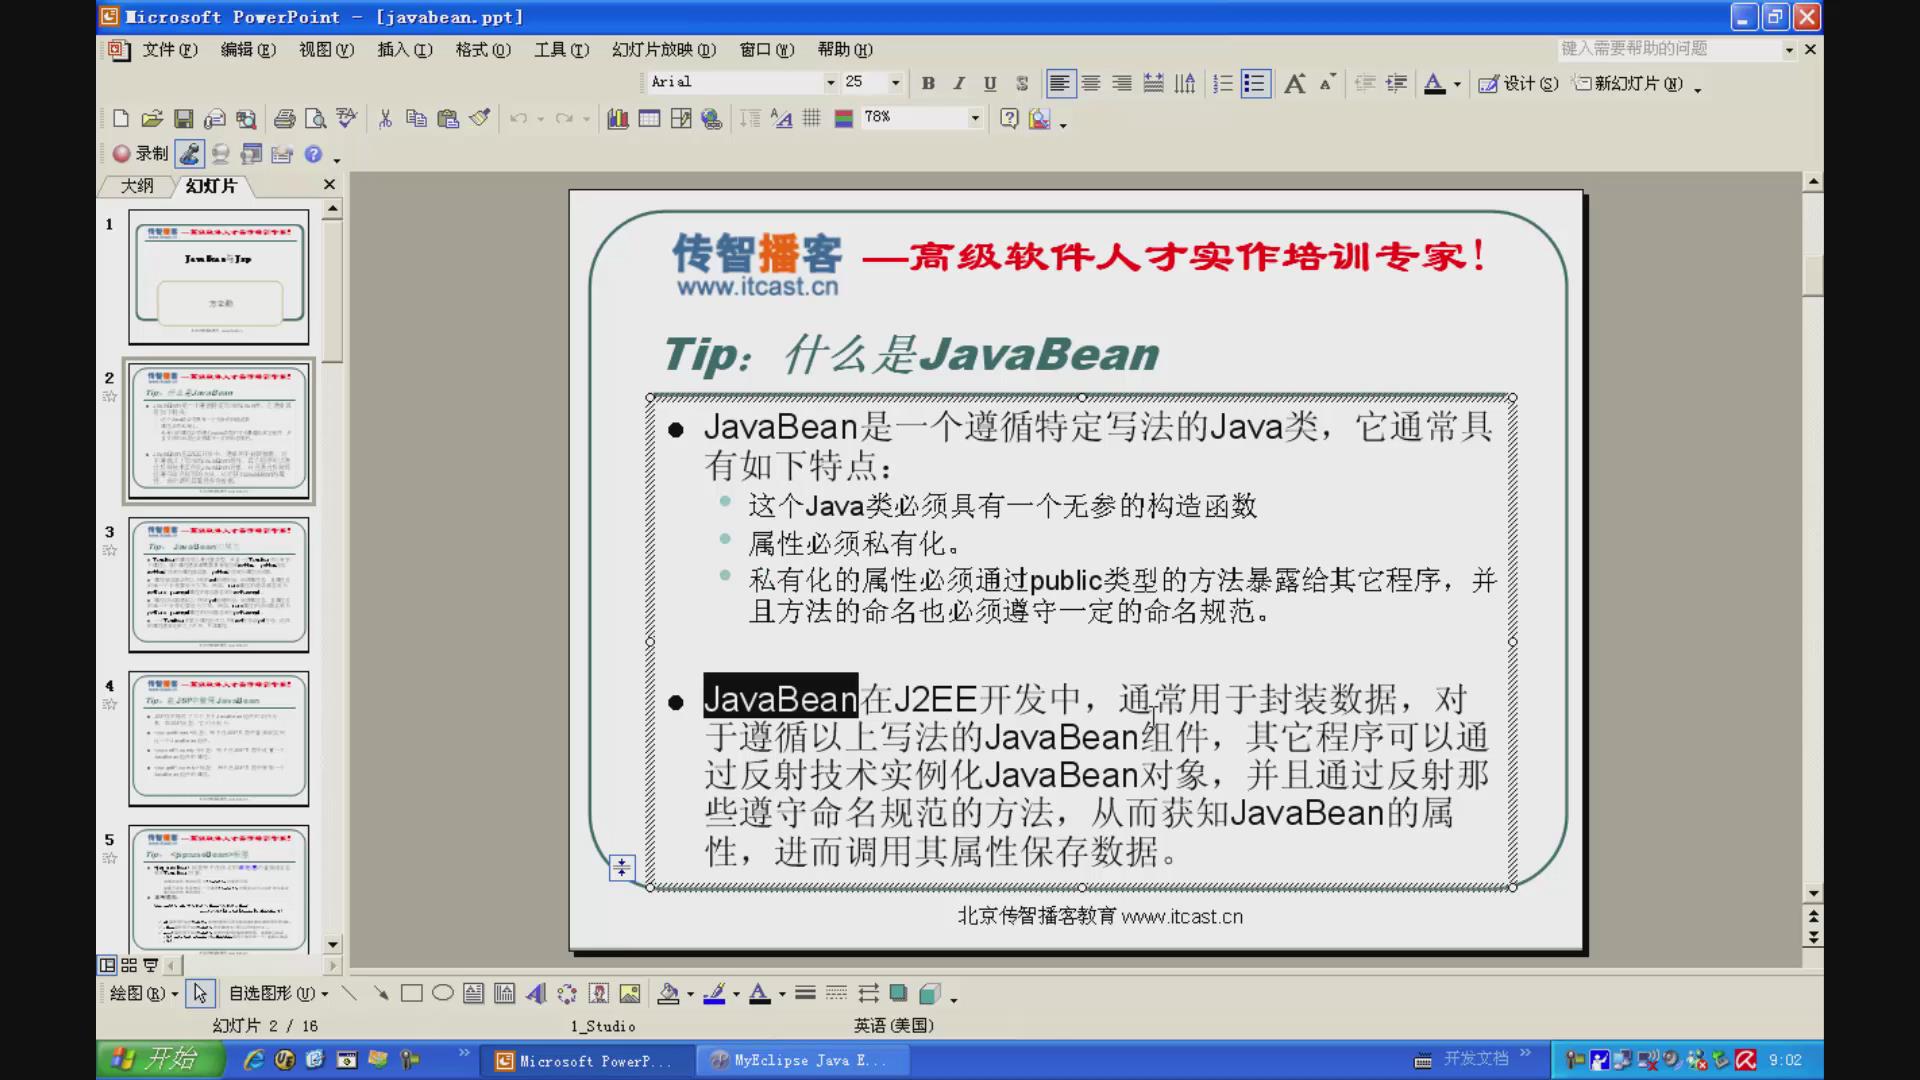 Microsoft PowerPoint - [javabean.ppt]
文件(F) 编辑(E) 视图(V) 插入(I) 格式(O) 工具(T) 幻灯片放映(D) 窗口(W) 帮助(H) 键入需要帮助的问题
Arial 25 B I U S A A A 设计(S) 新幻灯片(N)
78%
录制
大纲 幻灯片
1
2
3
4
5
传智播客 —高级软件人才实作培训专家!
www.itcast.cn
Tip: 什么是JavaBean
JavaBean是一个遵循特定写法的Java类，它通常具
有如下特点：
这个Java类必须具有一个无参的构造函数
属性必须私有化。
私有化的属性必须通过public类型的方法暴露给其它程序，并
且方法的命名也必须遵守一定的命名规范。
JavaBean在J2EE开发中，通常用于封装数据，对
于遵循以上写法的JavaBean组件，其它程序可以通
过反射技术实例化JavaBean对象，并且通过反射那
些遵守命名规范的方法，从而获知JavaBean的属
性，进而调用其属性保存数据。
北京传智播客教育 www.itcast.cn
绘图(R) 自选图形(U)
幻灯片 2 / 16 1_Studio 英语(美国)
开始 Microsoft PowerP... MyEclipse Java E... 开发文档 9:02